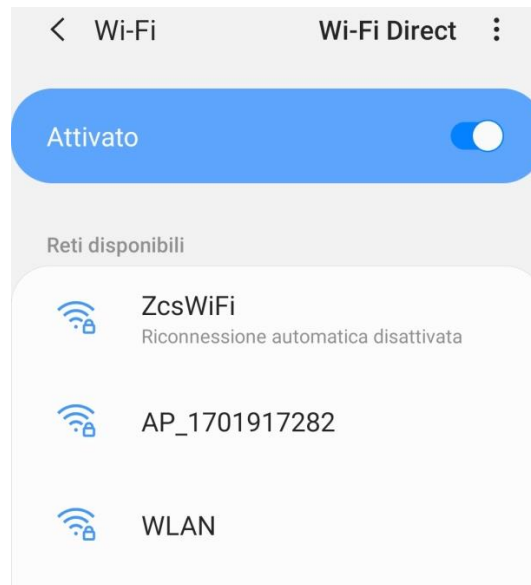 Wi-Fi Wi-Fi Direct
Attivato
Reti disponibili
ZcsWiFi
Riconnessione automatica disattivata
AP_1701917282
WLAN